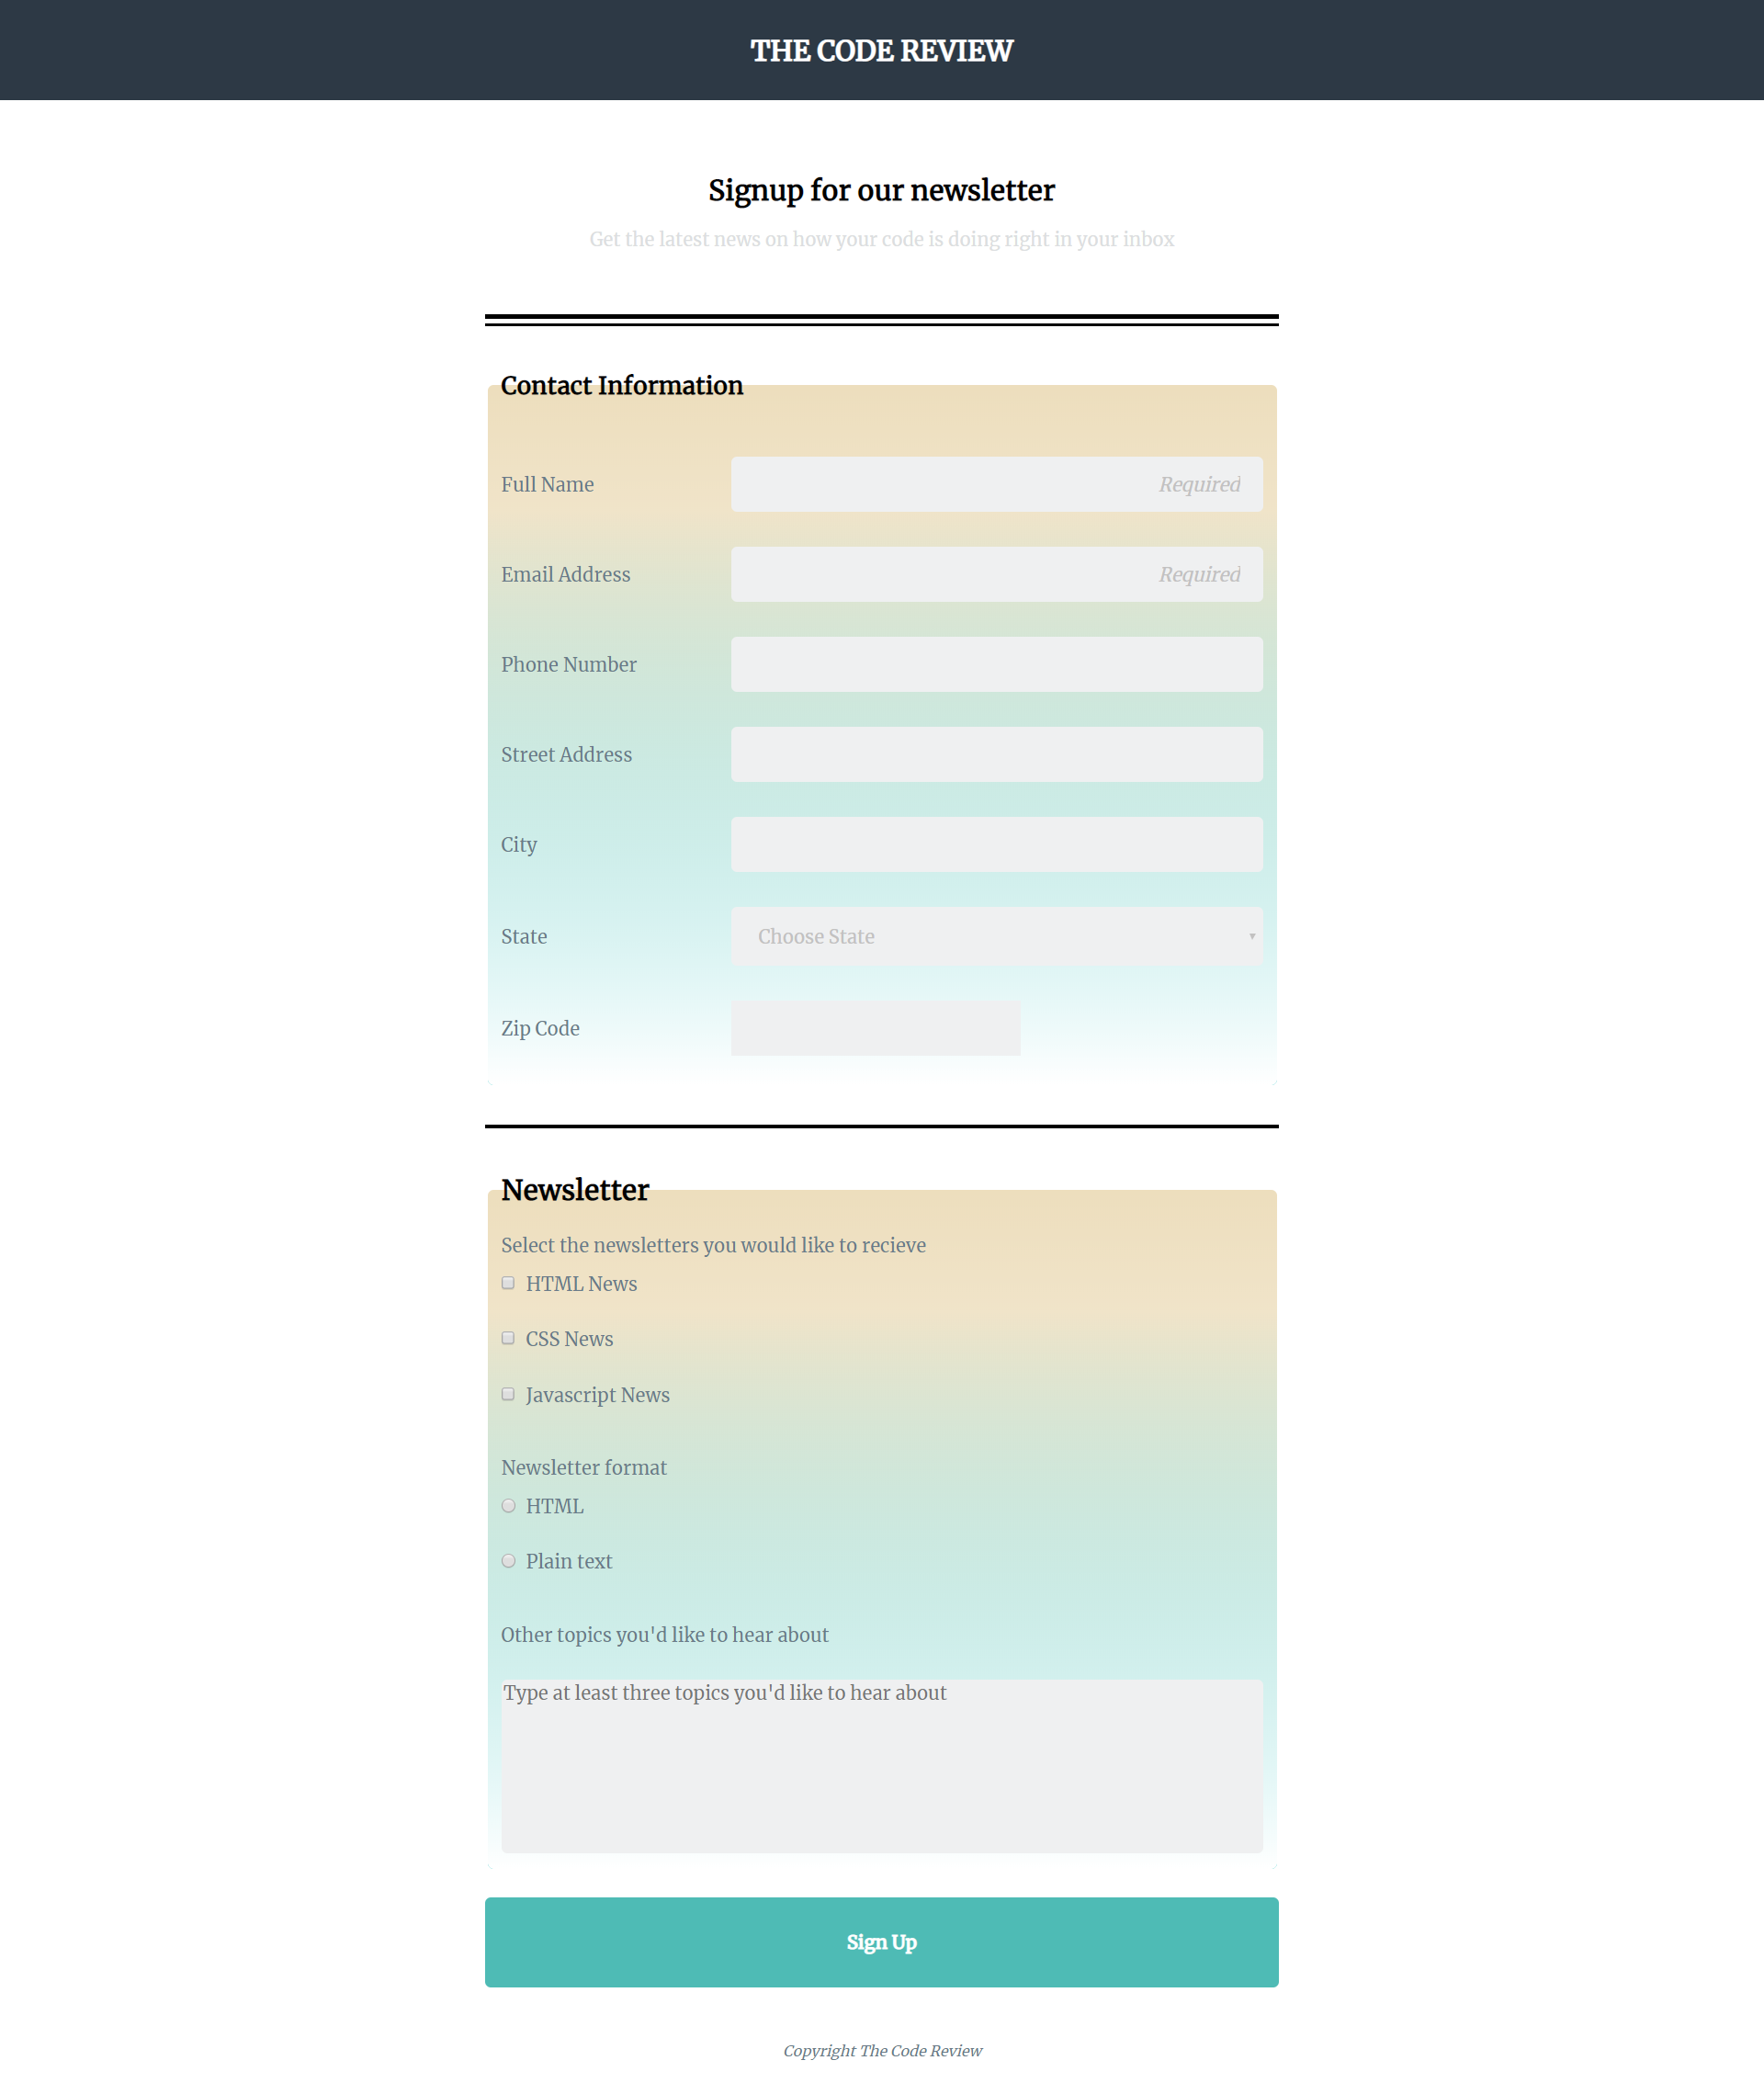 THE CODE REVIEW
Signup for our newsletter
Get the latest news on how your code is doing right in your inbox
Contact Information
Full Name
Required
Email Address
Required
Phone Number
Street Address
City
State
Choose State
Zip Code
Newsletter
Select the newsletters you would like to recieve
HTML News
CSS News
Javascript News
Newsletter format
HTML
Plain text
Other topics you'd like to hear about
Type at least three topics you'd like to hear about
Sign Up
Copyright The Code Review